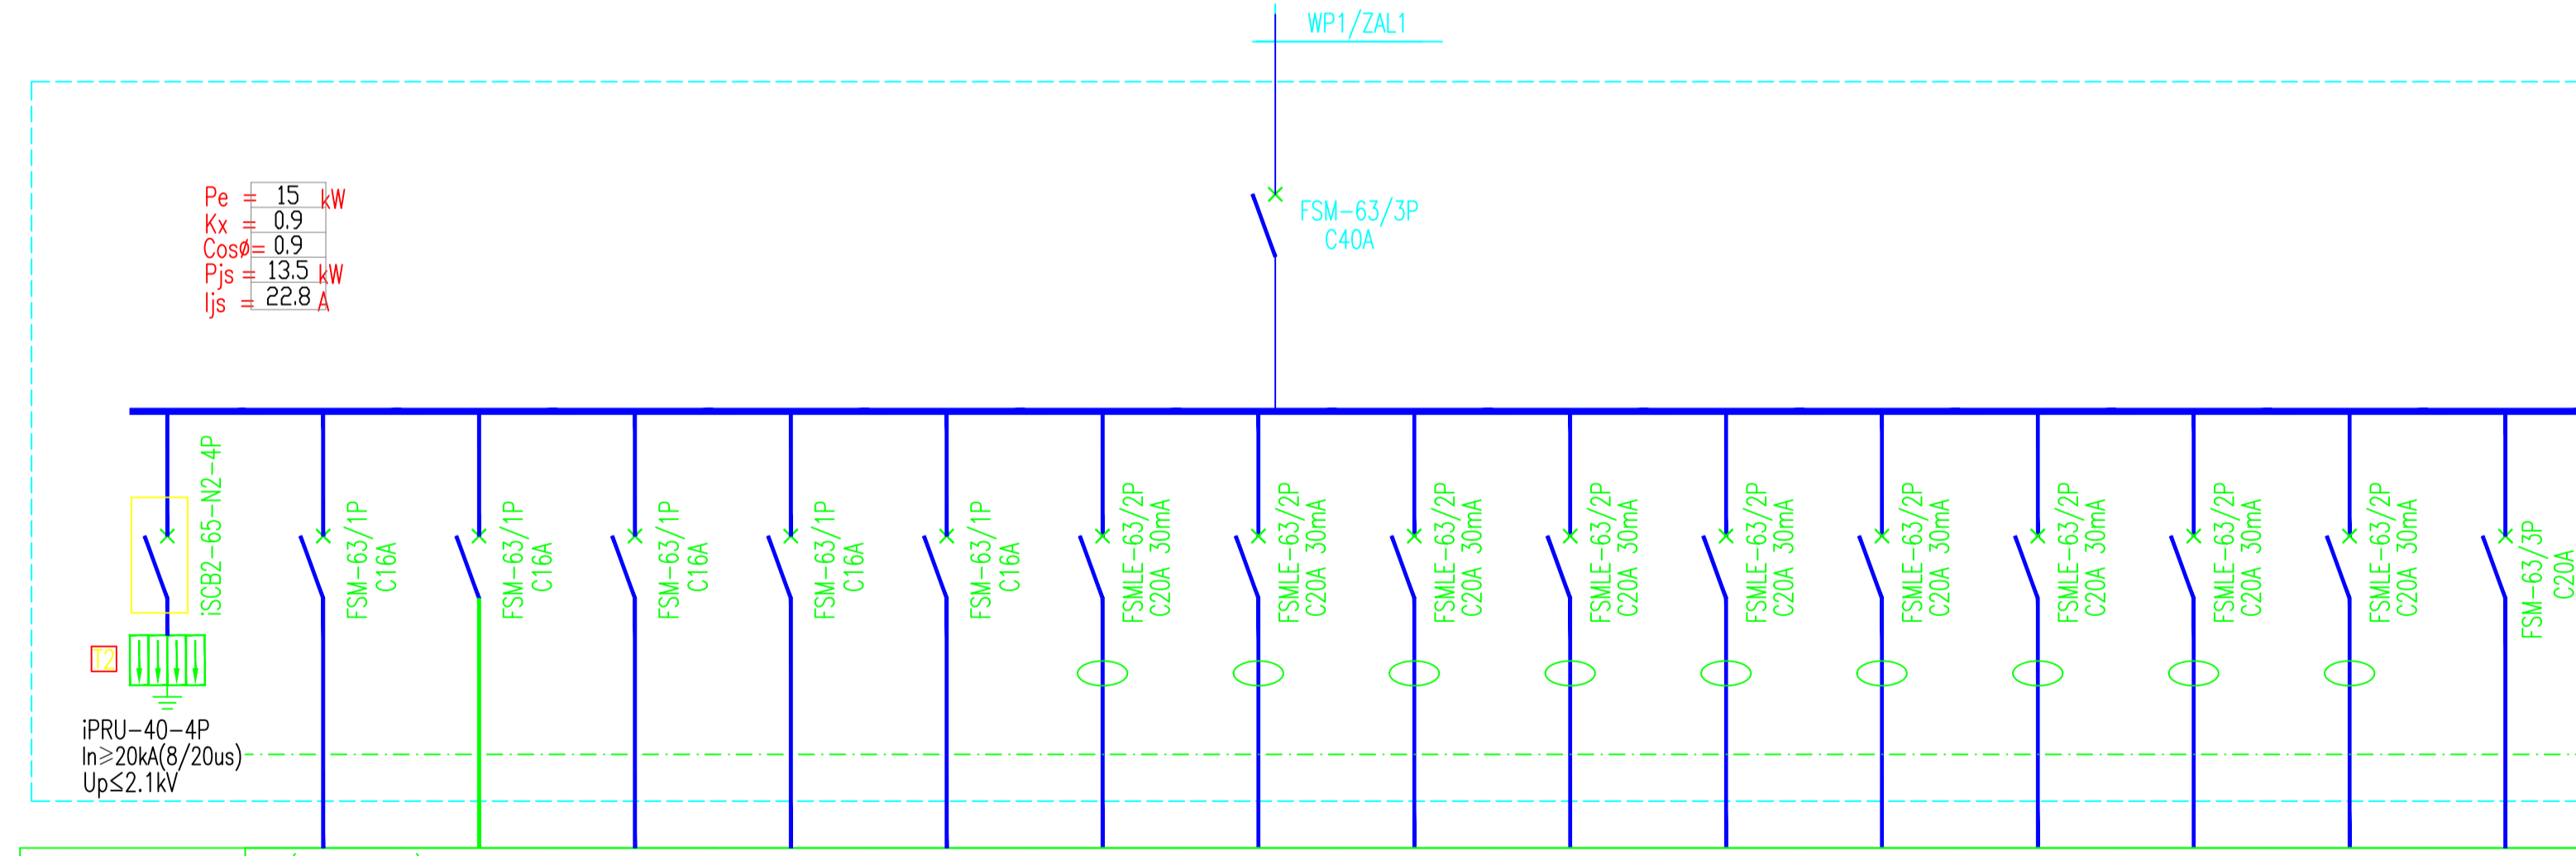 WP1/ZAL1
Pe = 15 kW
Kx = 0.9
Cosø= 0.9
Pjs = 13.5 kW
Ijs = 22.8 A
FSM-63/3P
C40A
iSCB2-65-N2-4P
FSM-63/1P
C16A
FSM-63/1P
C16A
FSM-63/1P
C16A
FSM-63/1P
C16A
FSM-63/1P
C16A
FSMLE-63/2P
C20A 30mA
FSMLE-63/2P
C20A 30mA
FSMLE-63/2P
C20A 30mA
FSMLE-63/2P
C20A 30mA
FSMLE-63/2P
C20A 30mA
FSMLE-63/2P
C20A 30mA
FSMLE-63/2P
C20A 30mA
FSMLE-63/2P
C20A 30mA
FSMLE-63/2P
C20A 30mA
FSM-63/3P
C20A
T2
iPRU-40-4P
In≥20kA(8/20us)
Up≤2.1kV